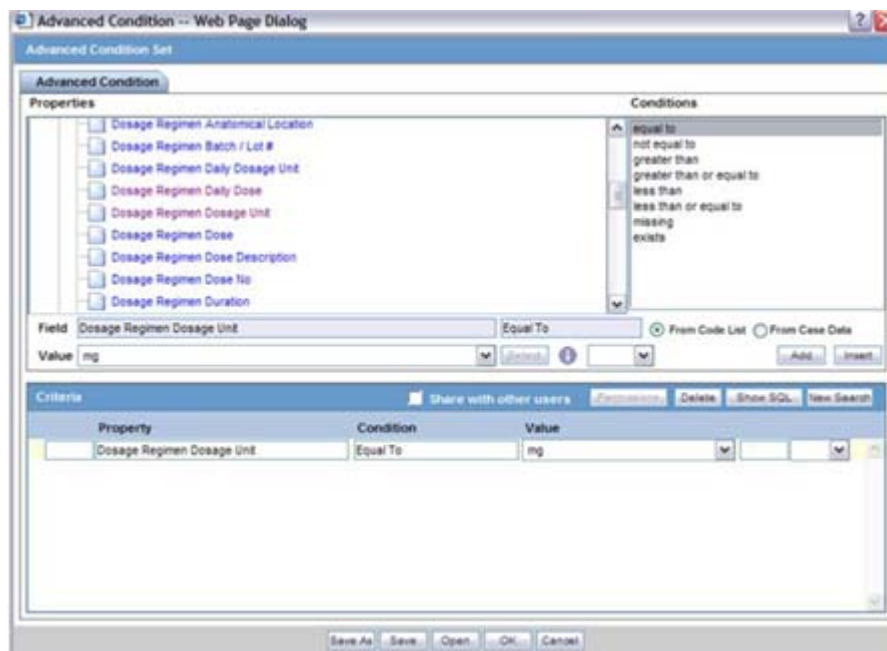 Advanced Condition -- Web Page Dialog
Advanced Condition Set
Advanced Condition
Properties Conditions
Dosage Regimen Anatomical Location
Dosage Regimen Batch / Lot #
Dosage Regimen Daily Dosage Unit
Dosage Regimen Daily Dose
Dosage Regimen Dosage Unit
Dosage Regimen Dose
Dosage Regimen Dose Description
Dosage Regimen Dose No
Dosage Regimen Duration
equal to
not equal to
greater than
greater than or equal to
less than
less than or equal to
missing
exists
Field Dosage Regimen Dosage Unit Equal To From Code List From Case Data
Value mg Select Add Insert
Criteria Share with other users Delete Show SQL New Search
Property Condition Value
Dosage Regimen Dosage Unit Equal To mg
Save As Save Open OK Cancel